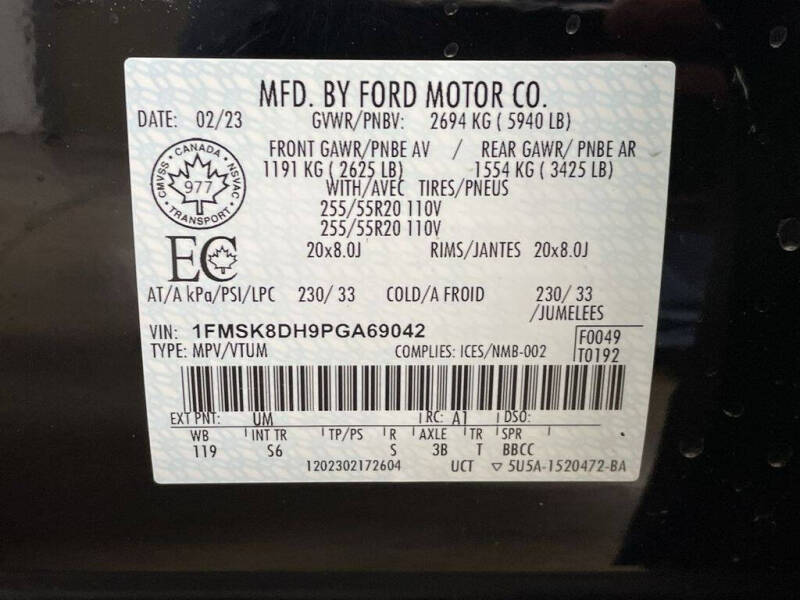 MFD. BY FORD MOTOR CO.
DATE: 02/23 GVWR/PNBV: 2694 KG ( 5940 LB)
FRONT GAWR/PNBE AV / REAR GAWR/ PNBE AR
1191 KG ( 2625 LB) 1554 KG ( 3425 LB)
WITH/AVEC TIRES/PNEUS
255/55R20 110V
255/55R20 110V
20x8.0J RIMS/JANTES 20x8.0J
CANADA
CMVSS NSVAC
977
TRANSPORT
EC
AT/A kPa/PSI/LPC 230/ 33 COLD/A FROID 230/ 33
/JUMELEES
VIN: 1FMSK8DH9PGA69042 F0049
TYPE: MPV/VTUM COMPLIES: ICES/NMB-002 T0192
EXT PNT: UM RC: A1 DSO:
WB INT TR TP/PS R AXLE TR SPR
119 S6 S 3B T BBCC
1202302172604 UCT ▽ 5U5A-1520472-BA